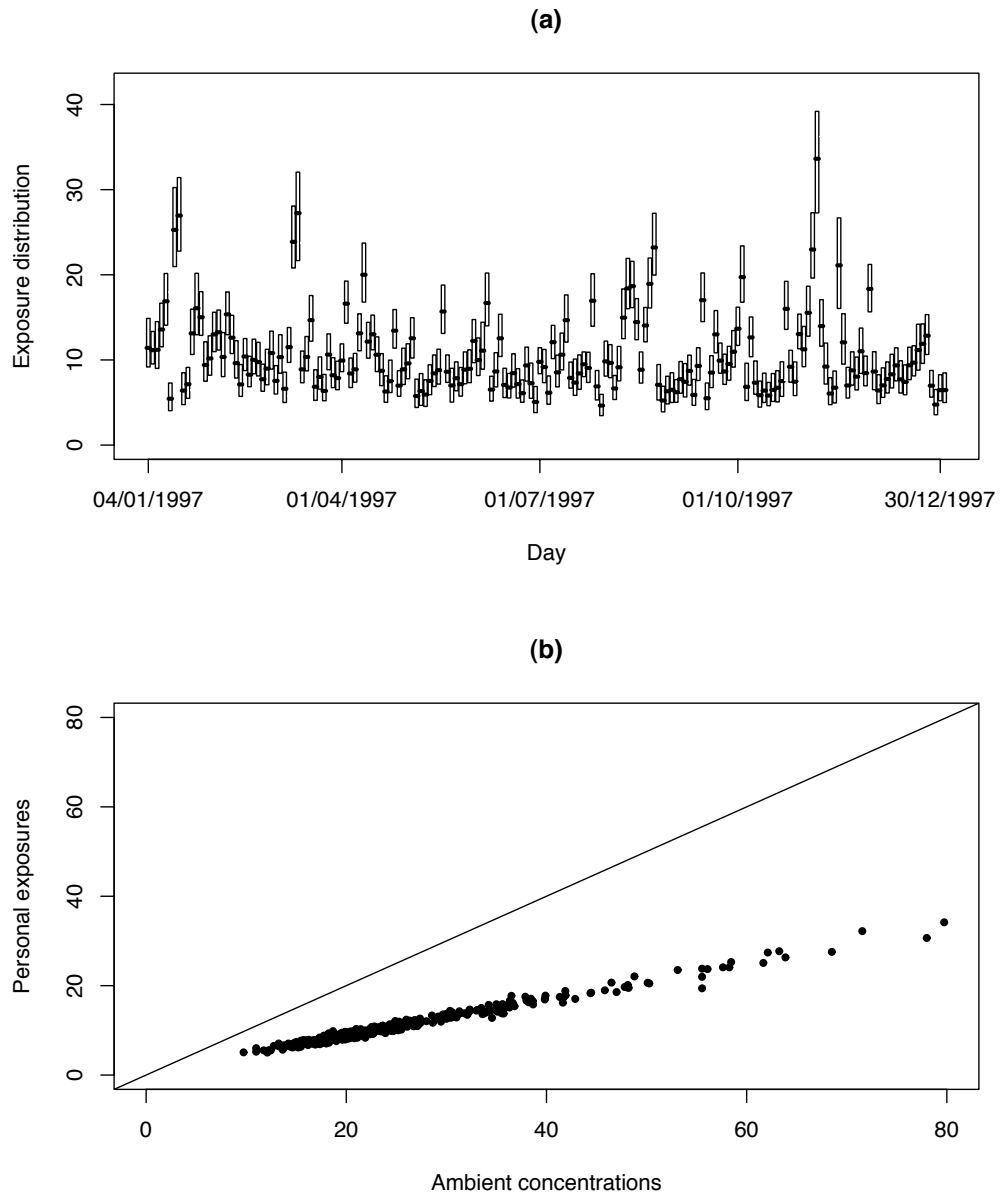 (a)
Exposure distribution
40
30
20
10
0
04/01/1997 01/04/1997 01/07/1997 01/10/1997 30/12/1997
Day
(b)
Personal exposures
80
60
40
20
0
0 20 40 60 80
Ambient concentrations